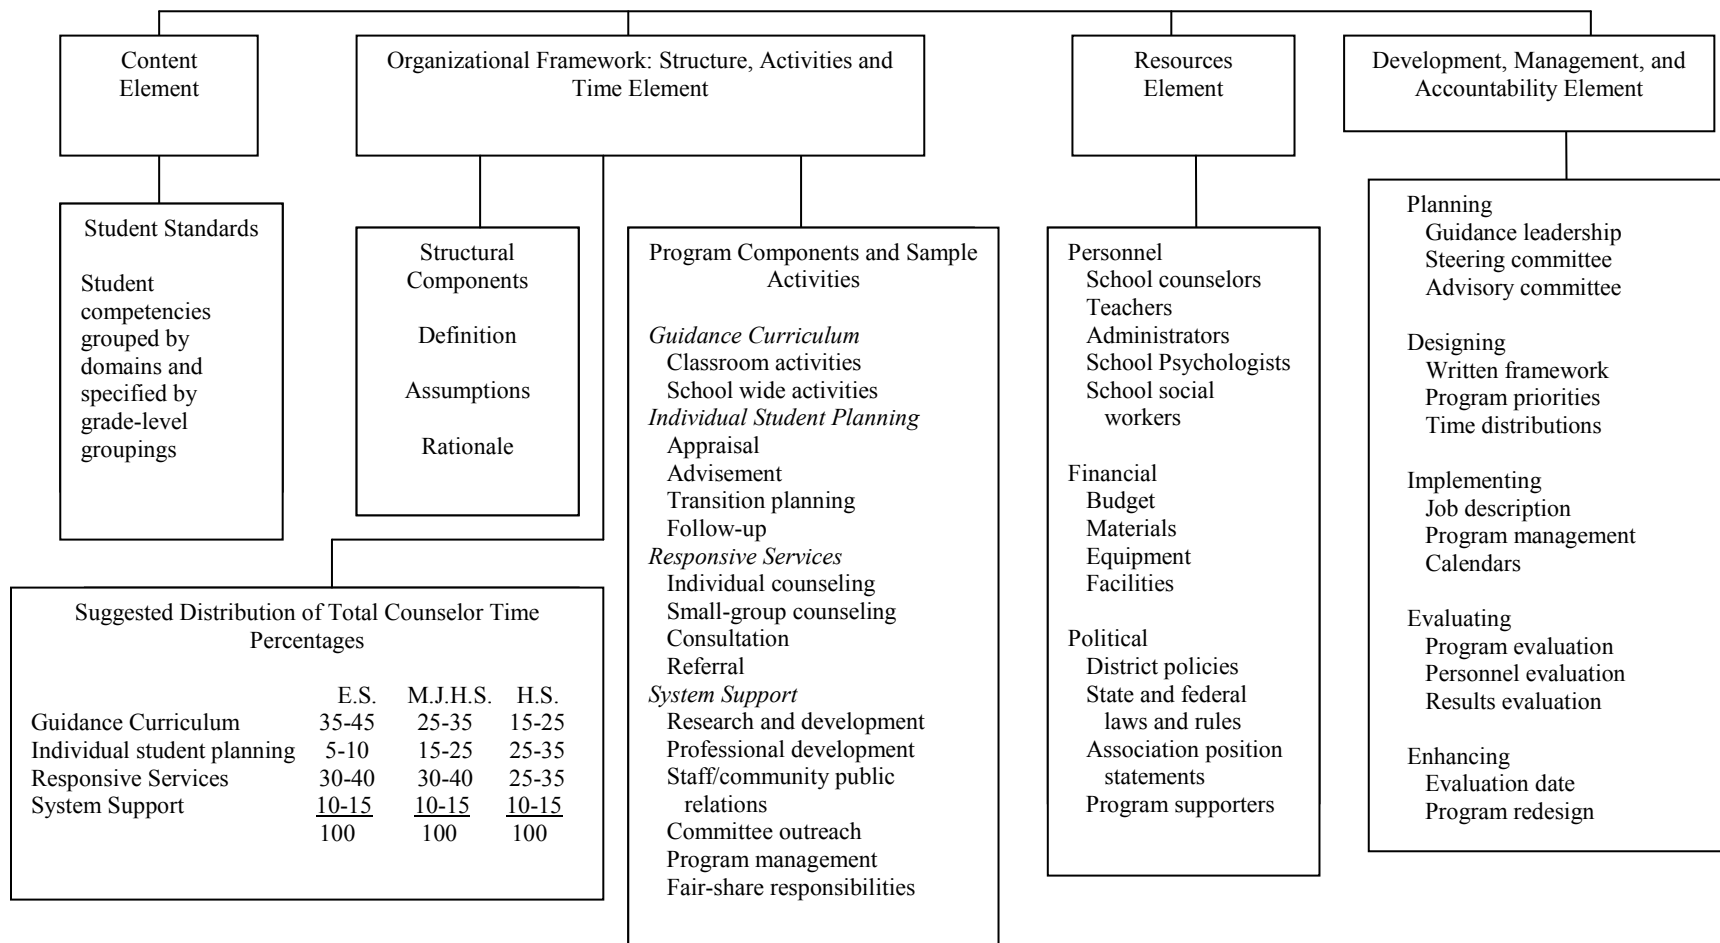 Content
Element
Organizational Framework: Structure, Activities and
Time Element
Resources
Element
Development, Management, and
Accountability Element
Student Standards
Student
competencies
grouped by
domains and
specified by
grade-level
groupings
Structural
Components
Definition
Assumptions
Rationale
Program Components and Sample
Activities
Guidance Curriculum
Classroom activities
School wide activities
Individual Student Planning
Appraisal
Advisement
Transition planning
Follow-up
Responsive Services
Individual counseling
Small-group counseling
Consultation
Referral
System Support
Research and development
Professional development
Staff/community public
relations
Committee outreach
Program management
Fair-share responsibilities
Personnel
School counselors
Teachers
Administrators
School Psychologists
School social
workers
Financial
Budget
Materials
Equipment
Facilities
Political
District policies
State and federal
laws and rules
Association position
statements
Program supporters
Planning
Guidance leadership
Steering committee
Advisory committee
Designing
Written framework
Program priorities
Time distributions
Implementing
Job description
Program management
Calendars
Evaluating
Program evaluation
Personnel evaluation
Results evaluation
Enhancing
Evaluation date
Program redesign
Suggested Distribution of Total Counselor Time
Percentages
E.S. M.J.H.S. H.S.
Guidance Curriculum 35-45 25-35 15-25
Individual student planning 5-10 15-25 25-35
Responsive Services 30-40 30-40 25-35
System Support 10-15 10-15 10-15
100 100 100